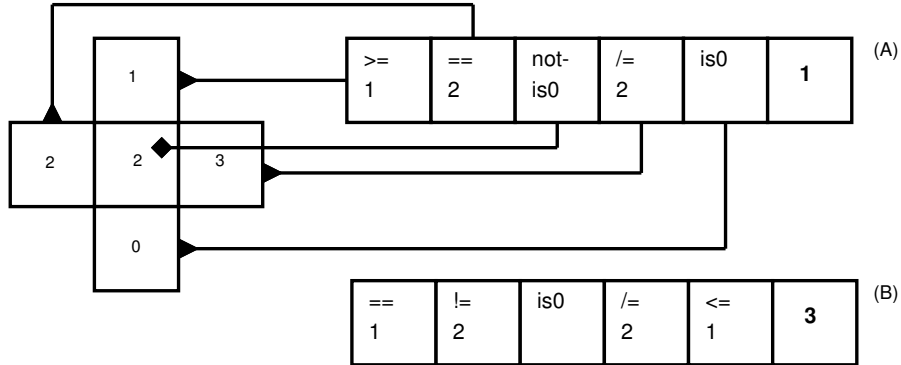 >= == not- /= is0 1 (A)
1 2 is0 2
1
2 2 3
0
== != is0 /= <= 3 (B)
1 2 2 1